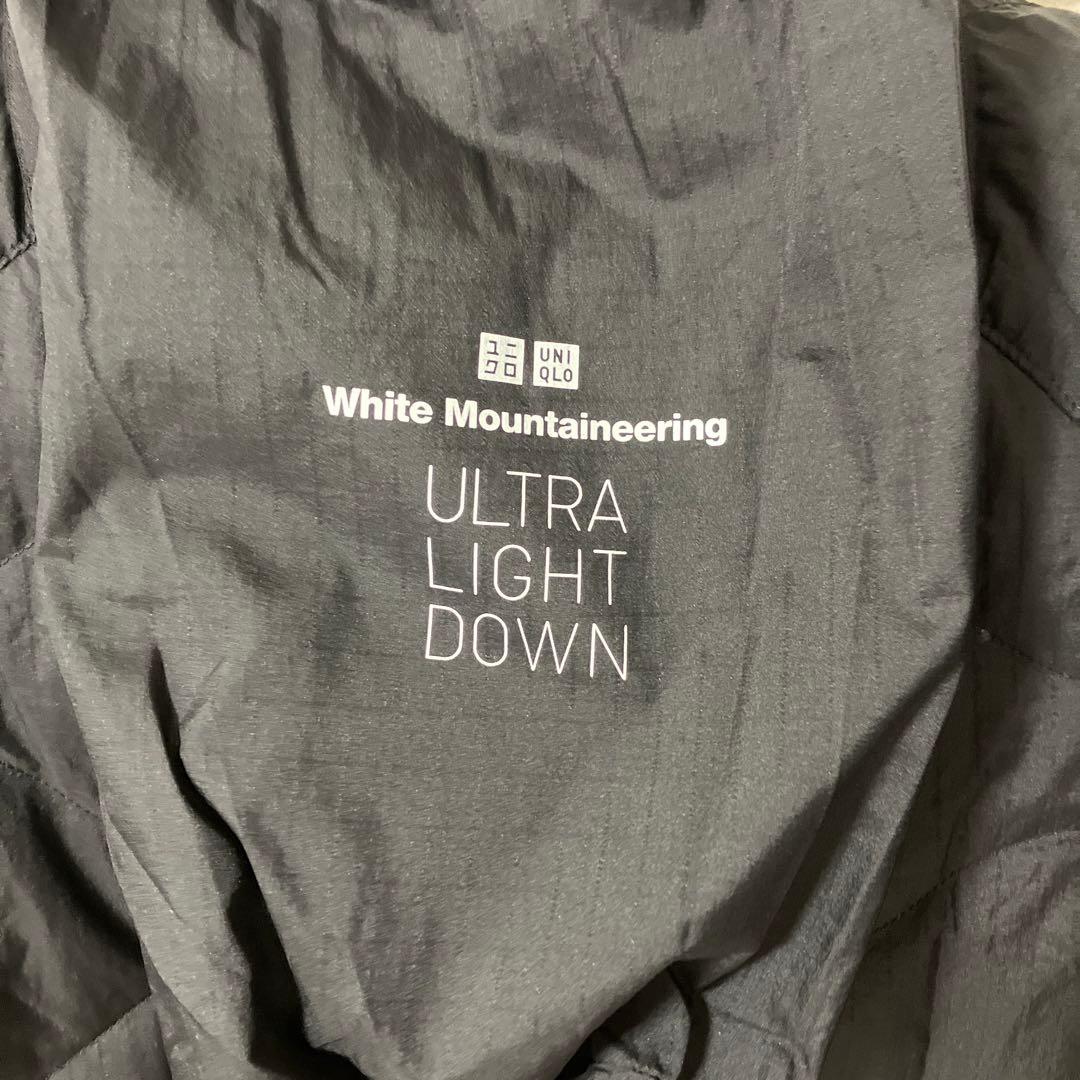 ユニ UNI
クロ QLO
White Mountaineering
ULTRA
LIGHT
DOWN